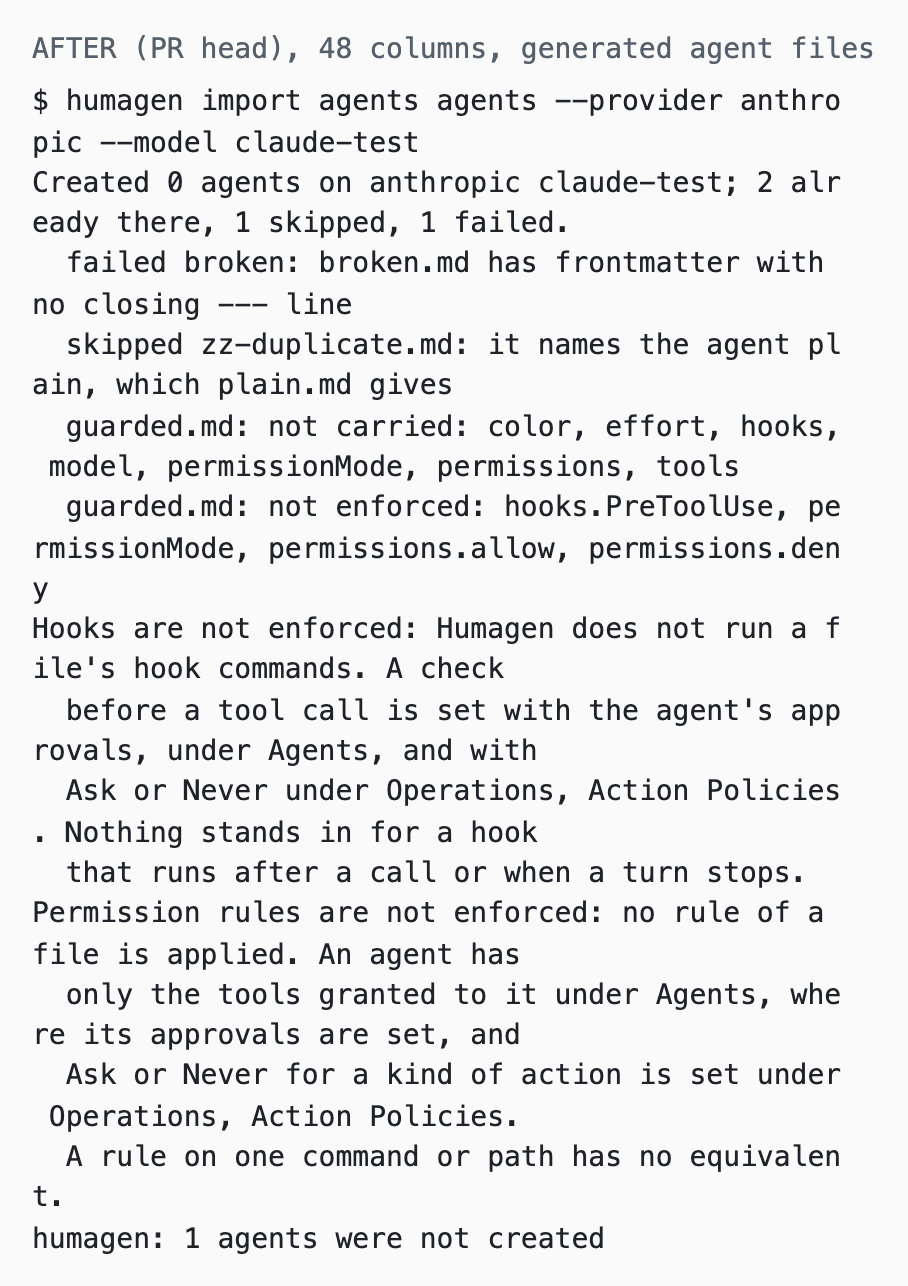 AFTER (PR head), 48 columns, generated agent files
$ humagen import agents agents --provider anthro
pic --model claude-test
Created 0 agents on anthropic claude-test; 2 alr
eady there, 1 skipped, 1 failed.
  failed broken: broken.md has frontmatter with
no closing --- line
  skipped zz-duplicate.md: it names the agent pl
ain, which plain.md gives
  guarded.md: not carried: color, effort, hooks,
 model, permissionMode, permissions, tools
  guarded.md: not enforced: hooks.PreToolUse, pe
rmissionMode, permissions.allow, permissions.den
y
Hooks are not enforced: Humagen does not run a f
ile's hook commands. A check
  before a tool call is set with the agent's app
rovals, under Agents, and with
  Ask or Never under Operations, Action Policies
. Nothing stands in for a hook
  that runs after a call or when a turn stops.
Permission rules are not enforced: no rule of a
file is applied. An agent has
  only the tools granted to it under Agents, whe
re its approvals are set, and
  Ask or Never for a kind of action is set under
 Operations, Action Policies.
  A rule on one command or path has no equivalen
t.
humagen: 1 agents were not created